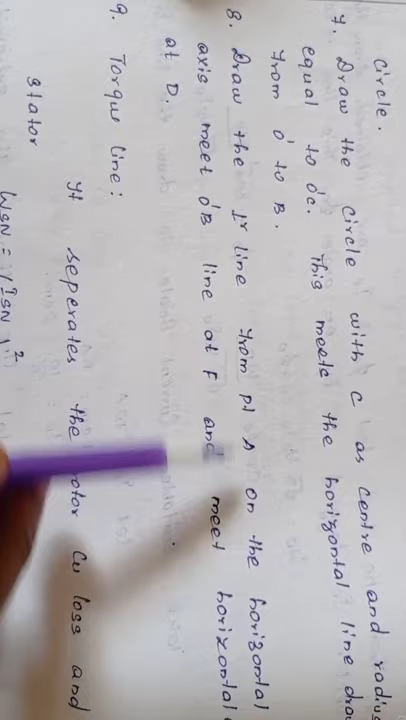 Circle.
7. Draw the Circle with C as centre and radius
equal to O'C. This meets the horizontal line
from O' to B.
8. Draw the line from pt A on the horizontal
axis meet O'B line at F and meet horizontal
at D.
9. Torque line:
It seperates the rotor Cu loss and
stator